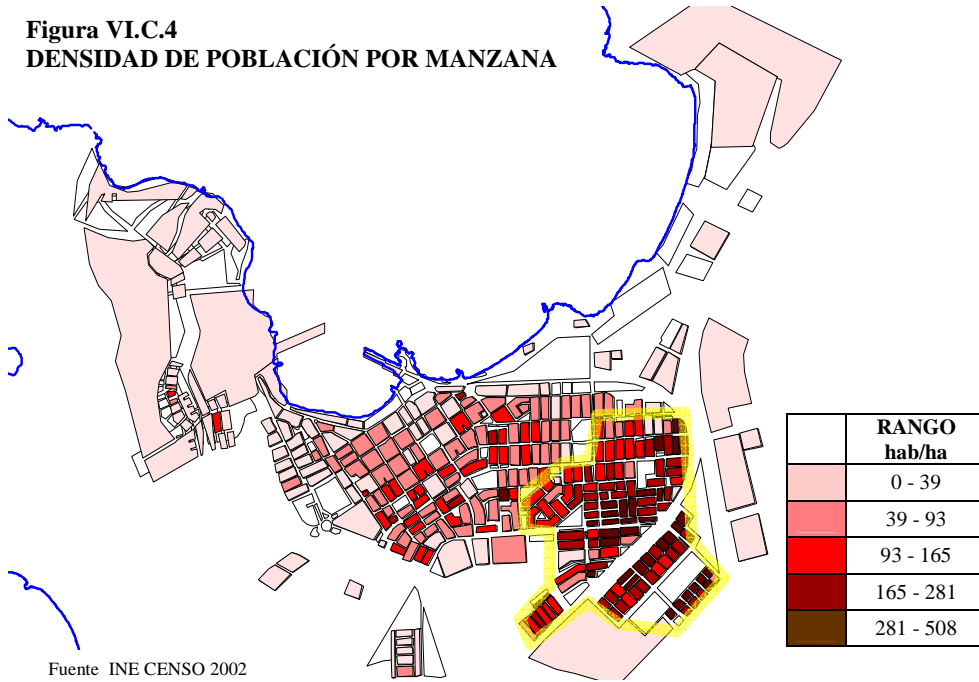 Figura VI.C.4
DENSIDAD DE POBLACIÓN POR MANZANA
RANGO
hab/ha
0 - 39
39 - 93
93 - 165
165 - 281
281 - 508
Fuente INE CENSO 2002